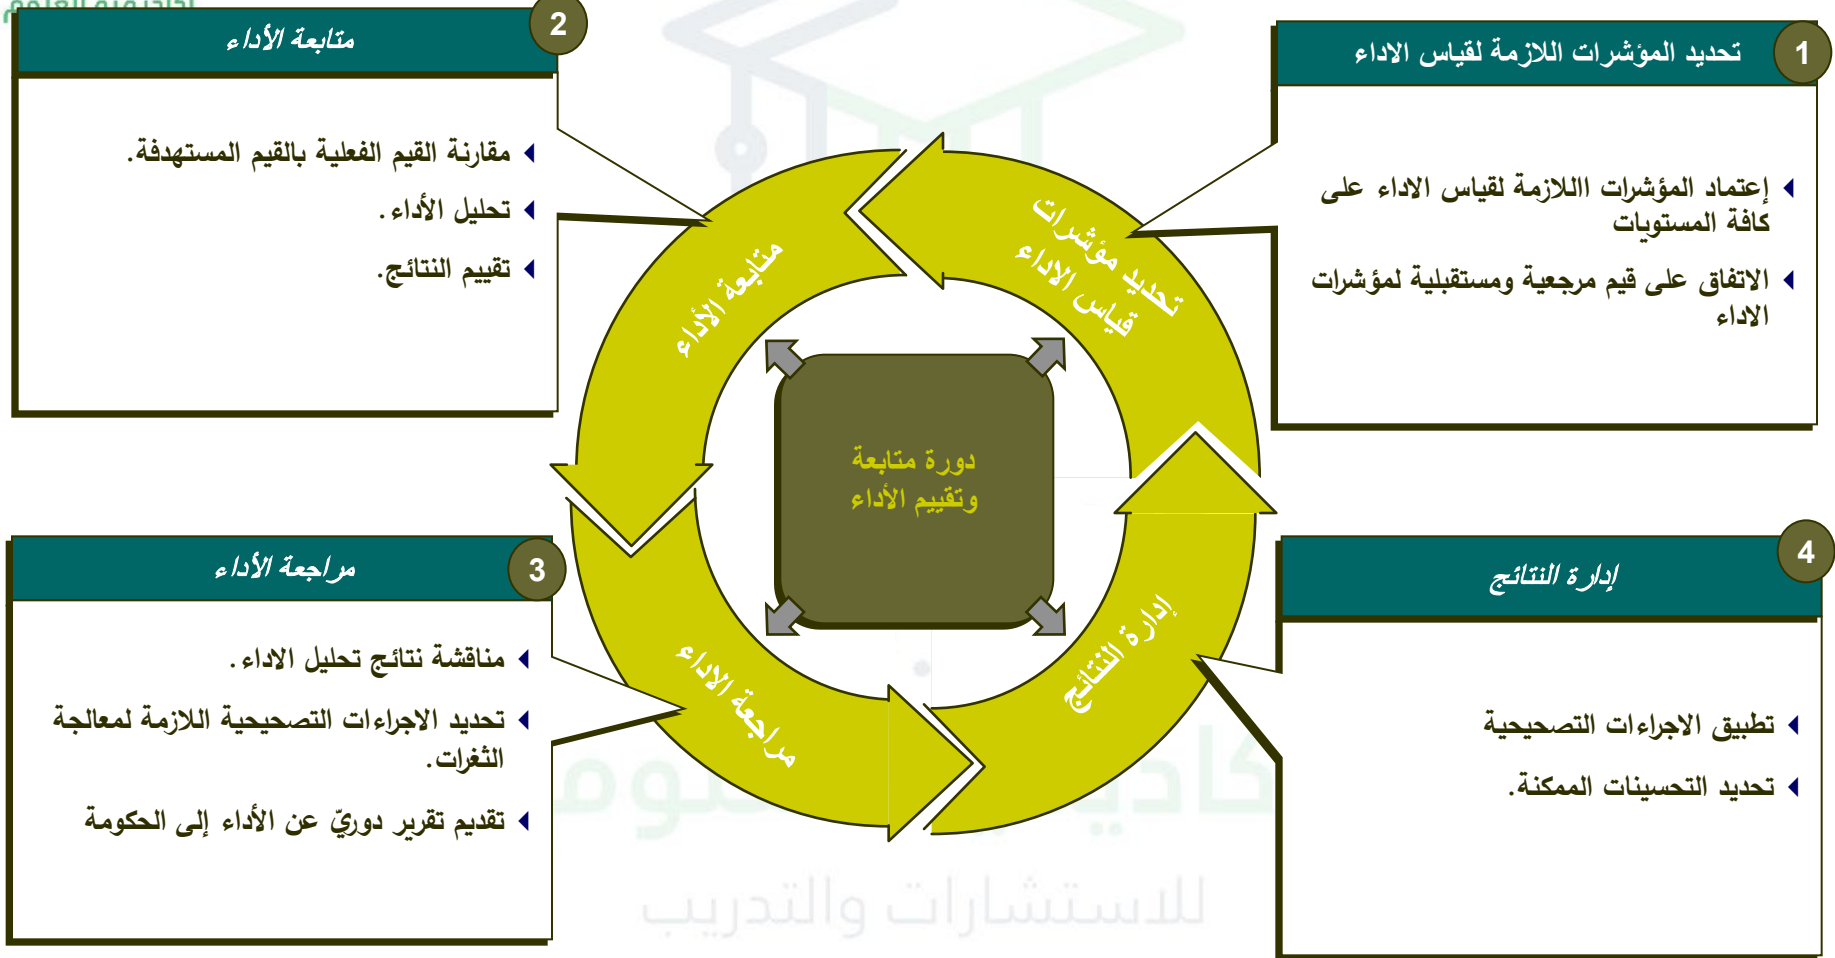 1
تحديد المؤشرات اللازمة لقياس الاداء
إعتماد المؤشرات االلازمة لقياس الاداء على
كافة المستويات
الاتفاق على قيم مرجعية ومستقبلية لمؤشرات
الاداء
2
متابعة الأداء
مقارنة القيم الفعلية بالقيم المستهدفة.
تحليل الأداء.
تقييم النتائج.
3
مراجعة الأداء
مناقشة نتائج تحليل الاداء.
تحديد الاجراءات التصحيحية اللازمة لمعالجة
الثغرات.
تقديم تقرير دوريّ عن الأداء إلى الحكومة
4
إدارة النتائج
تطبيق الاجراءات التصحيحية
تحديد التحسينات الممكنة.
تحديد مؤشرات
قياس الاداء
متابعة الأداء
مراجعة الاداء
إدارة النتائج
دورة متابعة
وتقييم الأداء
للاستشارات والتدريب